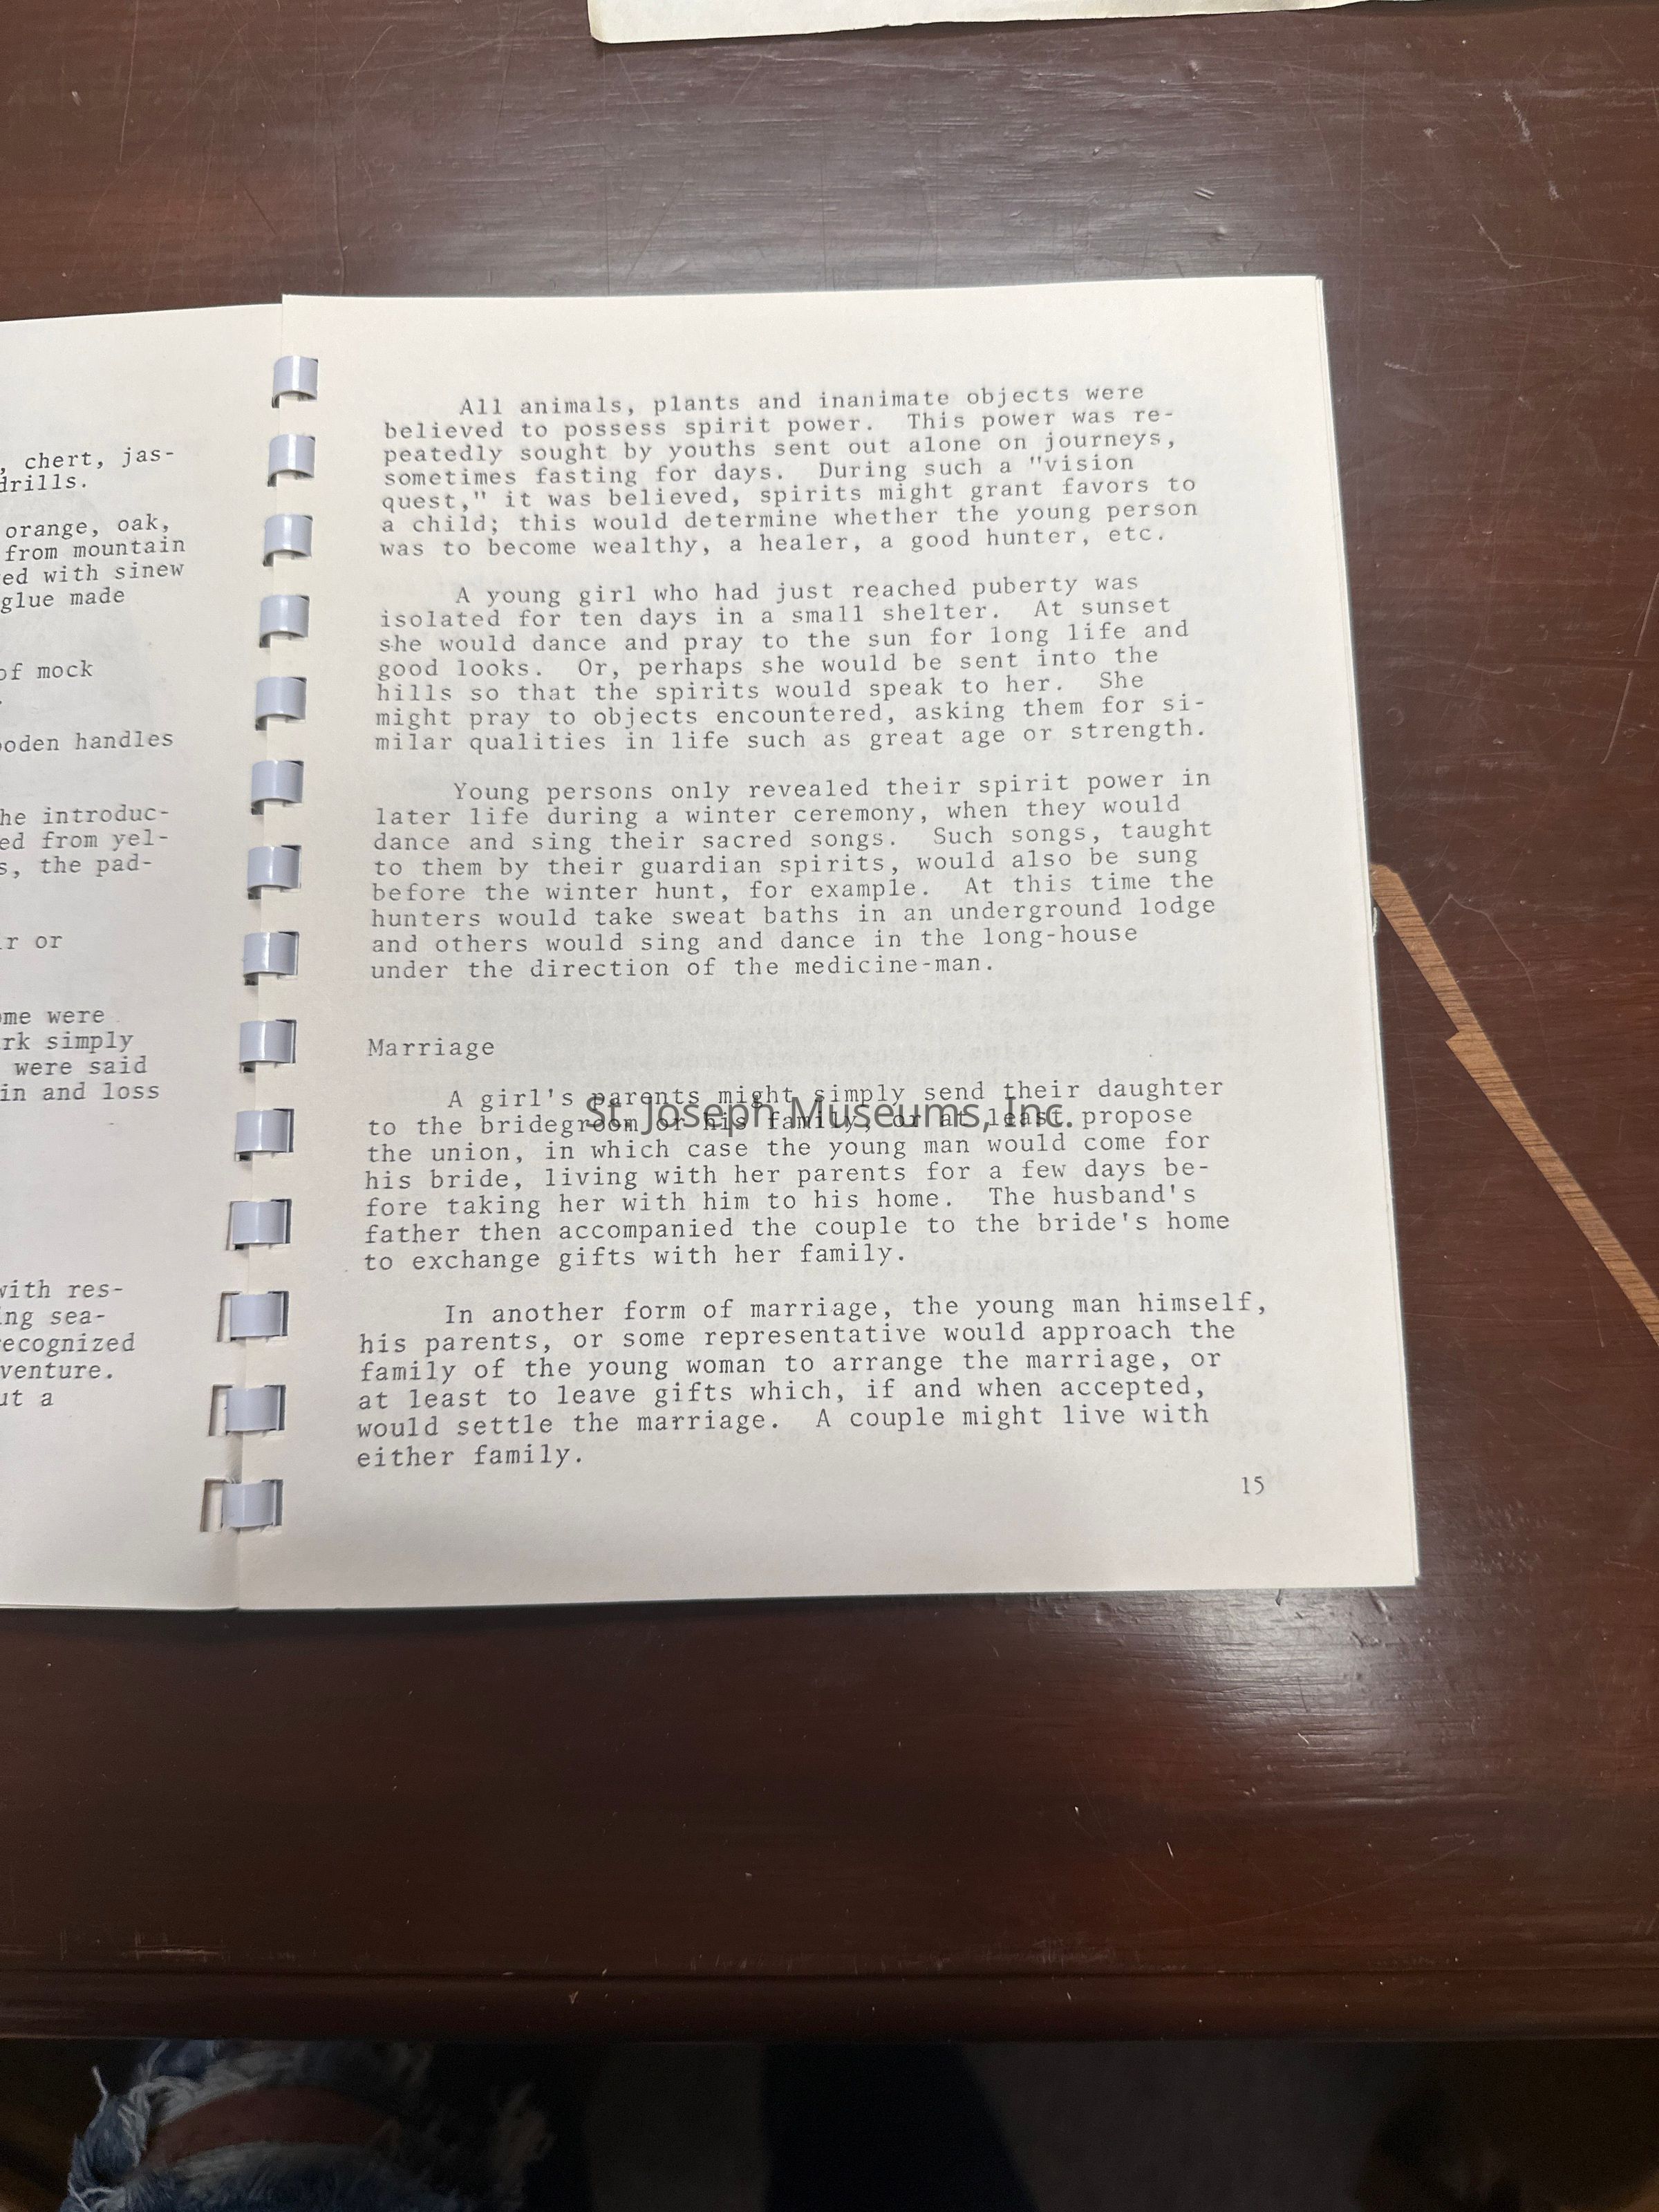 , chert, jas-
drills.
orange, oak,
from mountain
ed with sinew
glue made
of mock
ooden handles
he introduc-
ed from yel-
s, the pad-
ir or
ome were
rk simply
were said
in and loss
with res-
ing sea-
recognized
venture.
ut a
All animals, plants and inanimate objects were
believed to possess spirit power. This power was re-
peatedly sought by youths sent out alone on journeys,
sometimes fasting for days. During such a "vision
quest," it was believed, spirits might grant favors to
a child; this would determine whether the young person
was to become wealthy, a healer, a good hunter, etc.
A young girl who had just reached puberty was
isolated for ten days in a small shelter. At sunset
she would dance and pray to the sun for long life and
good looks. Or, perhaps she would be sent into the
hills so that the spirits would speak to her. She
might pray to objects encountered, asking them for si-
milar qualities in life such as great age or strength.
Young persons only revealed their spirit power in
later life during a winter ceremony, when they would
dance and sing their sacred songs. Such songs, taught
to them by their guardian spirits, would also be sung
before the winter hunt, for example. At this time the
hunters would take sweat baths in an underground lodge
and others would sing and dance in the long-house
under the direction of the medicine-man.
Marriage
A girl's parents might simply send their daughter
to the bridegroom or his family, or at least propose
the union, in which case the young man would come for
his bride, living with her parents for a few days be-
fore taking her with him to his home. The husband's
father then accompanied the couple to the bride's home
to exchange gifts with her family.
In another form of marriage, the young man himself,
his parents, or some representative would approach the
family of the young woman to arrange the marriage, or
at least to leave gifts which, if and when accepted,
would settle the marriage. A couple might live with
either family.
15
St. Joseph Museums, Inc.